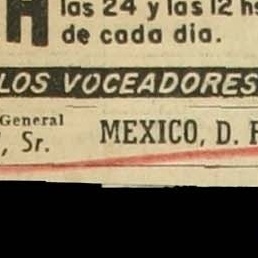 H las 24 y las 12 hs
de cada dia.
LOS VOCEADORES
General
, Sr.
MEXICO, D. F